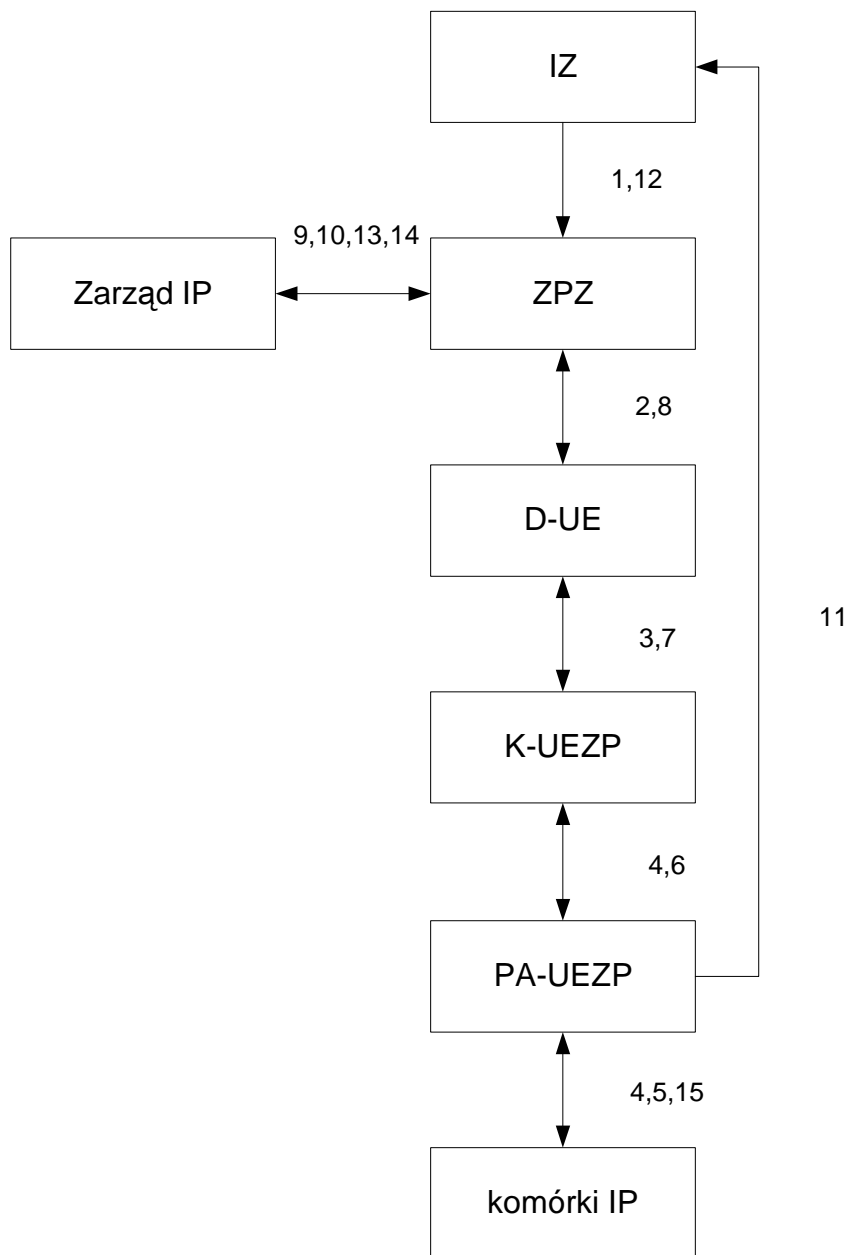 IZ
1,12
9,10,13,14
Zarząd IP
ZPZ
2,8
D-UE
3,7
11
K-UEZP
4,6
PA-UEZP
4,5,15
komórki IP